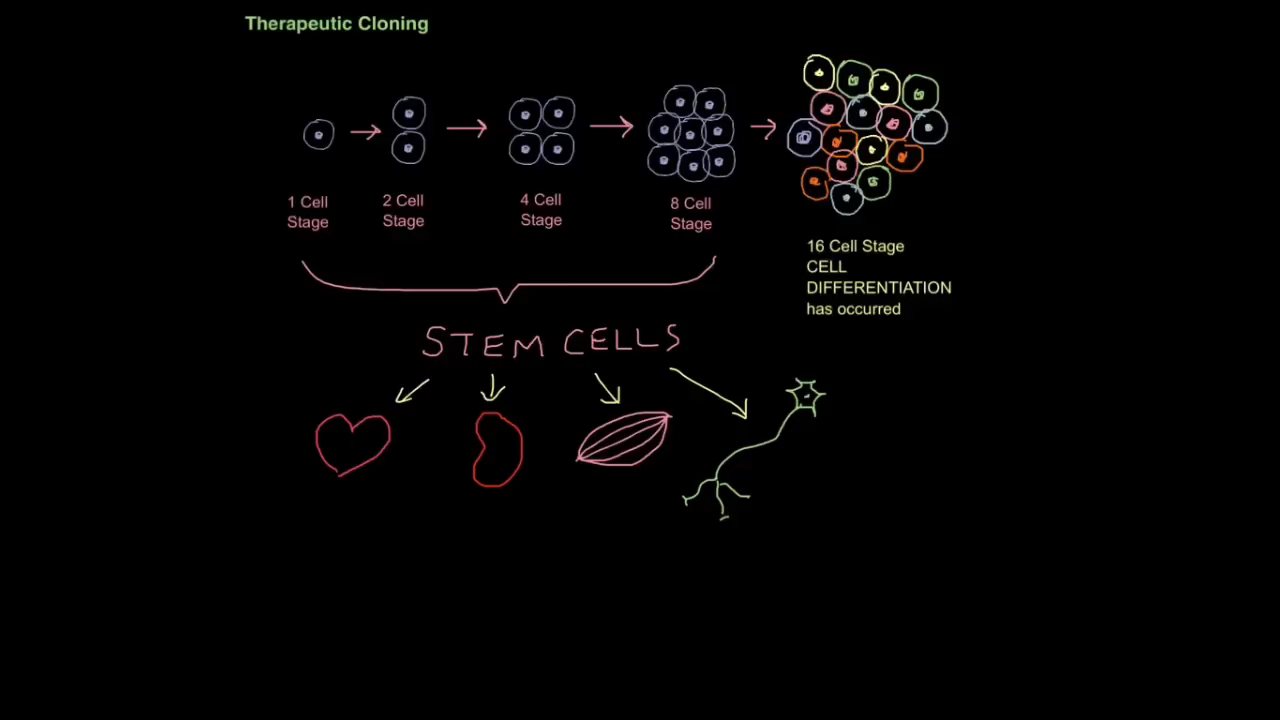 Therapeutic Cloning
1 Cell
Stage
2 Cell
Stage
4 Cell
Stage
8 Cell
Stage
16 Cell Stage
CELL
DIFFERENTIATION
has occurred
STEM CELLS